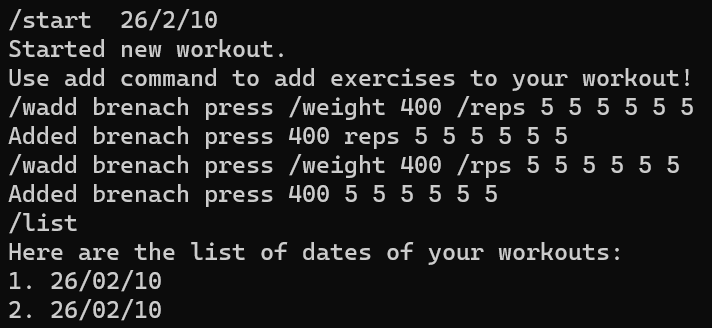 /start  26/2/10
Started new workout.
Use add command to add exercises to your workout!
/wadd brenach press /weight 400 /reps 5 5 5 5 5 5
Added brenach press 400 reps 5 5 5 5 5 5
/wadd brenach press /weight 400 /rps 5 5 5 5 5 5
Added brenach press 400 5 5 5 5 5 5
/list
Here are the list of dates of your workouts:
1. 26/02/10
2. 26/02/10